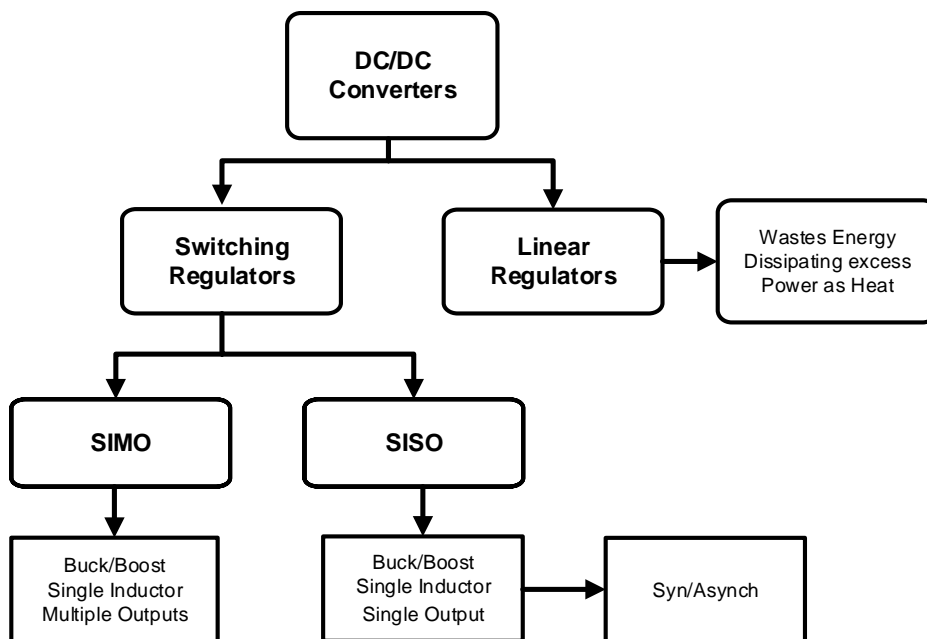 DC/DC
Converters
Switching
Regulators
Linear
Regulators
Wastes Energy
Dissipating excess
Power as Heat
SIMO
SISO
Buck/Boost
Single Inductor
Multiple Outputs
Buck/Boost
Single Inductor
Single Output
Syn/Asynch